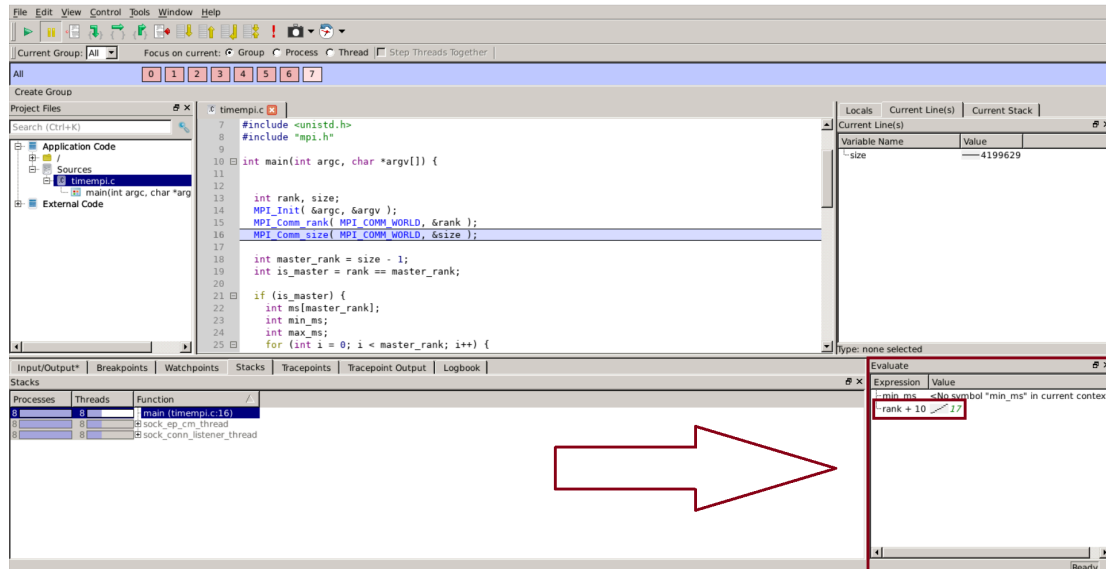 File Edit View Control Tools Window Help
Current Group: All Focus on current: Group Process Thread Step Threads Together
All 0 1 2 3 4 5 6 7
Create Group
Project Files
Search (Ctrl+K)
Application Code
/
Sources
timempi.c
main(int argc, char *arg
External Code
timempi.c
7 #include <unistd.h>
8 #include "mpi.h"
9
10 int main(int argc, char *argv[]) {
11
12
13 int rank, size;
14 MPI_Init( &argc, &argv );
15 MPI_Comm_rank( MPI_COMM_WORLD, &rank );
16 MPI_Comm_size( MPI_COMM_WORLD, &size );
17
18 int master_rank = size - 1;
19 int is_master = rank == master_rank;
20
21 if (is_master) {
22 int ms[master_rank];
23 int min_ms;
24 int max_ms;
25 for (int i = 0; i < master_rank; i++) {
Locals Current Line(s) Current Stack
Current Line(s)
Variable Name Value
size 4199629
Type: none selected
Input/Output* Breakpoints Watchpoints Stacks Tracepoints Tracepoint Output Logbook
Stacks
Processes Threads Function
8 8 main (timempi.c:16)
8 8 sock_ep_cm_thread
8 8 sock_conn_listener_thread
Evaluate
Expression Value
min_ms <No symbol "min_ms" in current contex
rank + 10 17
Ready